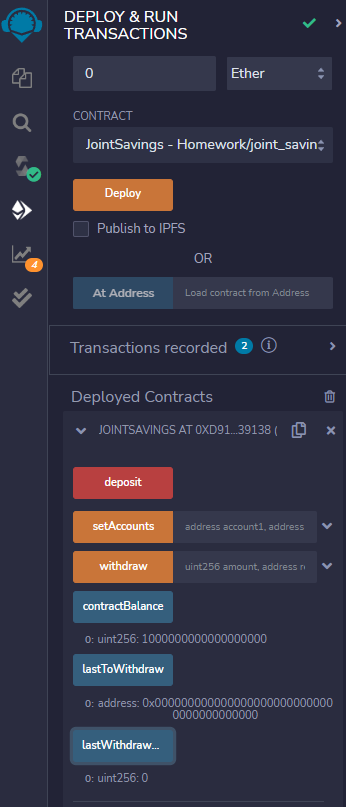 DEPLOY & RUN
TRANSACTIONS
0
Ether
CONTRACT
JointSavings - Homework/joint_savin
Deploy
Publish to IPFS
OR
At Address
Load contract from Address
4
Transactions recorded 2 i
Deployed Contracts
JOINTSAVINGS AT 0XD91...39138 (
deposit
setAccounts
address account1, address
withdraw
uint256 amount, address r
contractBalance
0: uint256: 1000000000000000000
lastToWithdraw
0: address: 0x0000000000000000000000000000000000000000
lastWithdraw...
0: uint256: 0